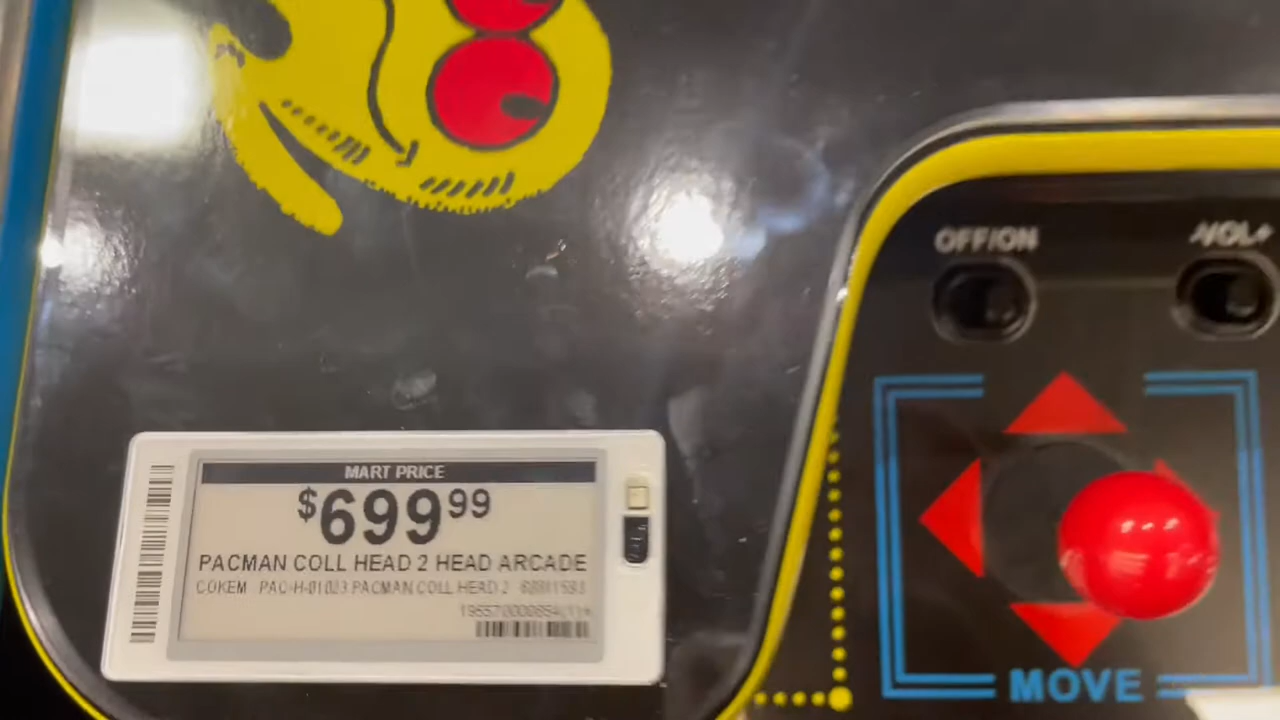 OFF/ON
-VOL+
MART PRICE
$699 99
PACMAN COLL HEAD 2 HEAD ARCADE
COKEM PAC-H-01023 PACMAN COLL HEAD 2
MOVE